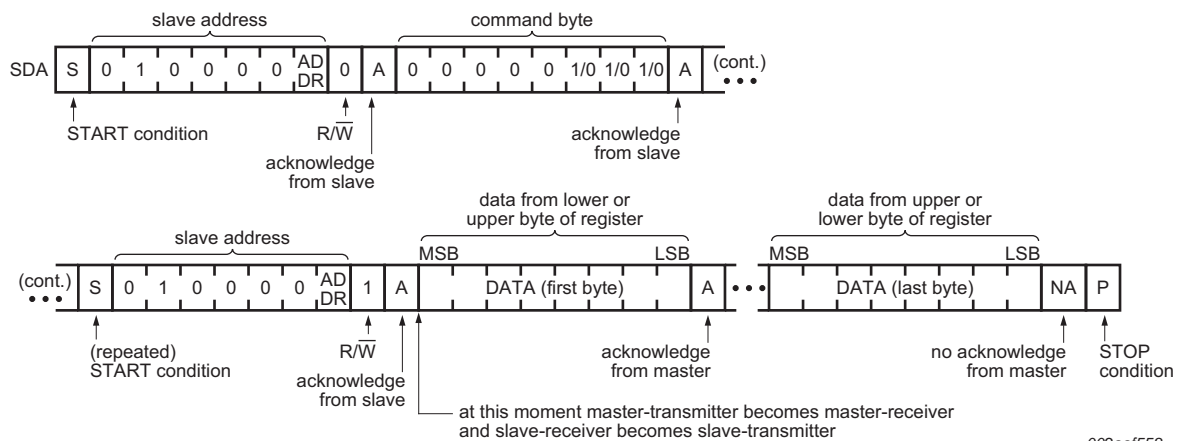 slave address command byte
SDA S 0 1 0 0 0 0 AD DR 0 A 0 0 0 0 0 1/0 1/0 1/0 A (cont.)
START condition R/W acknowledge from slave acknowledge from slave
data from lower or upper byte of register data from upper or lower byte of register
slave address MSB LSB MSB LSB
(cont.) S 0 1 0 0 0 0 AD DR 1 A DATA (first byte) A DATA (last byte) NA P
(repeated) START condition R/W acknowledge from slave acknowledge from master no acknowledge from master STOP condition
at this moment master-transmitter becomes master-receiver
and slave-receiver becomes slave-transmitter